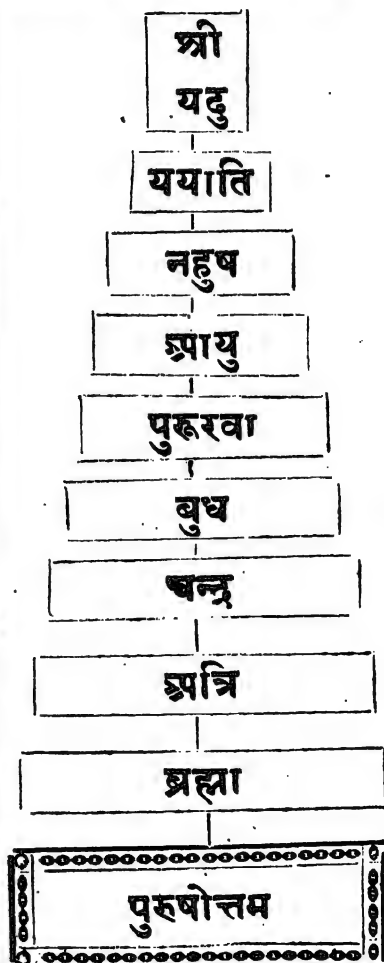 श्री
यदु
ययाति
नहुष
आयु
पुरूरवा
बुध
चन्द्र
अत्रि
ब्रह्मा
पुरुषोत्तम